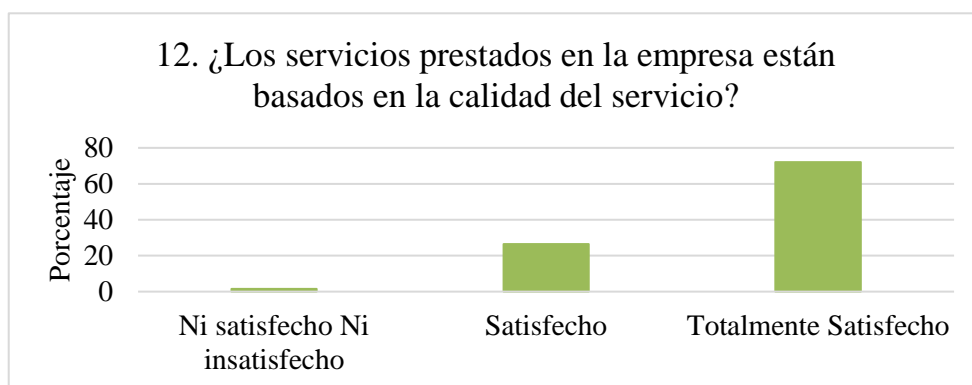 12. ¿Los servicios prestados en la empresa están
basados en la calidad del servicio?
Porcentaje
80
60
40
20
0
Ni satisfecho Ni
insatisfecho
Satisfecho
Totalmente Satisfecho